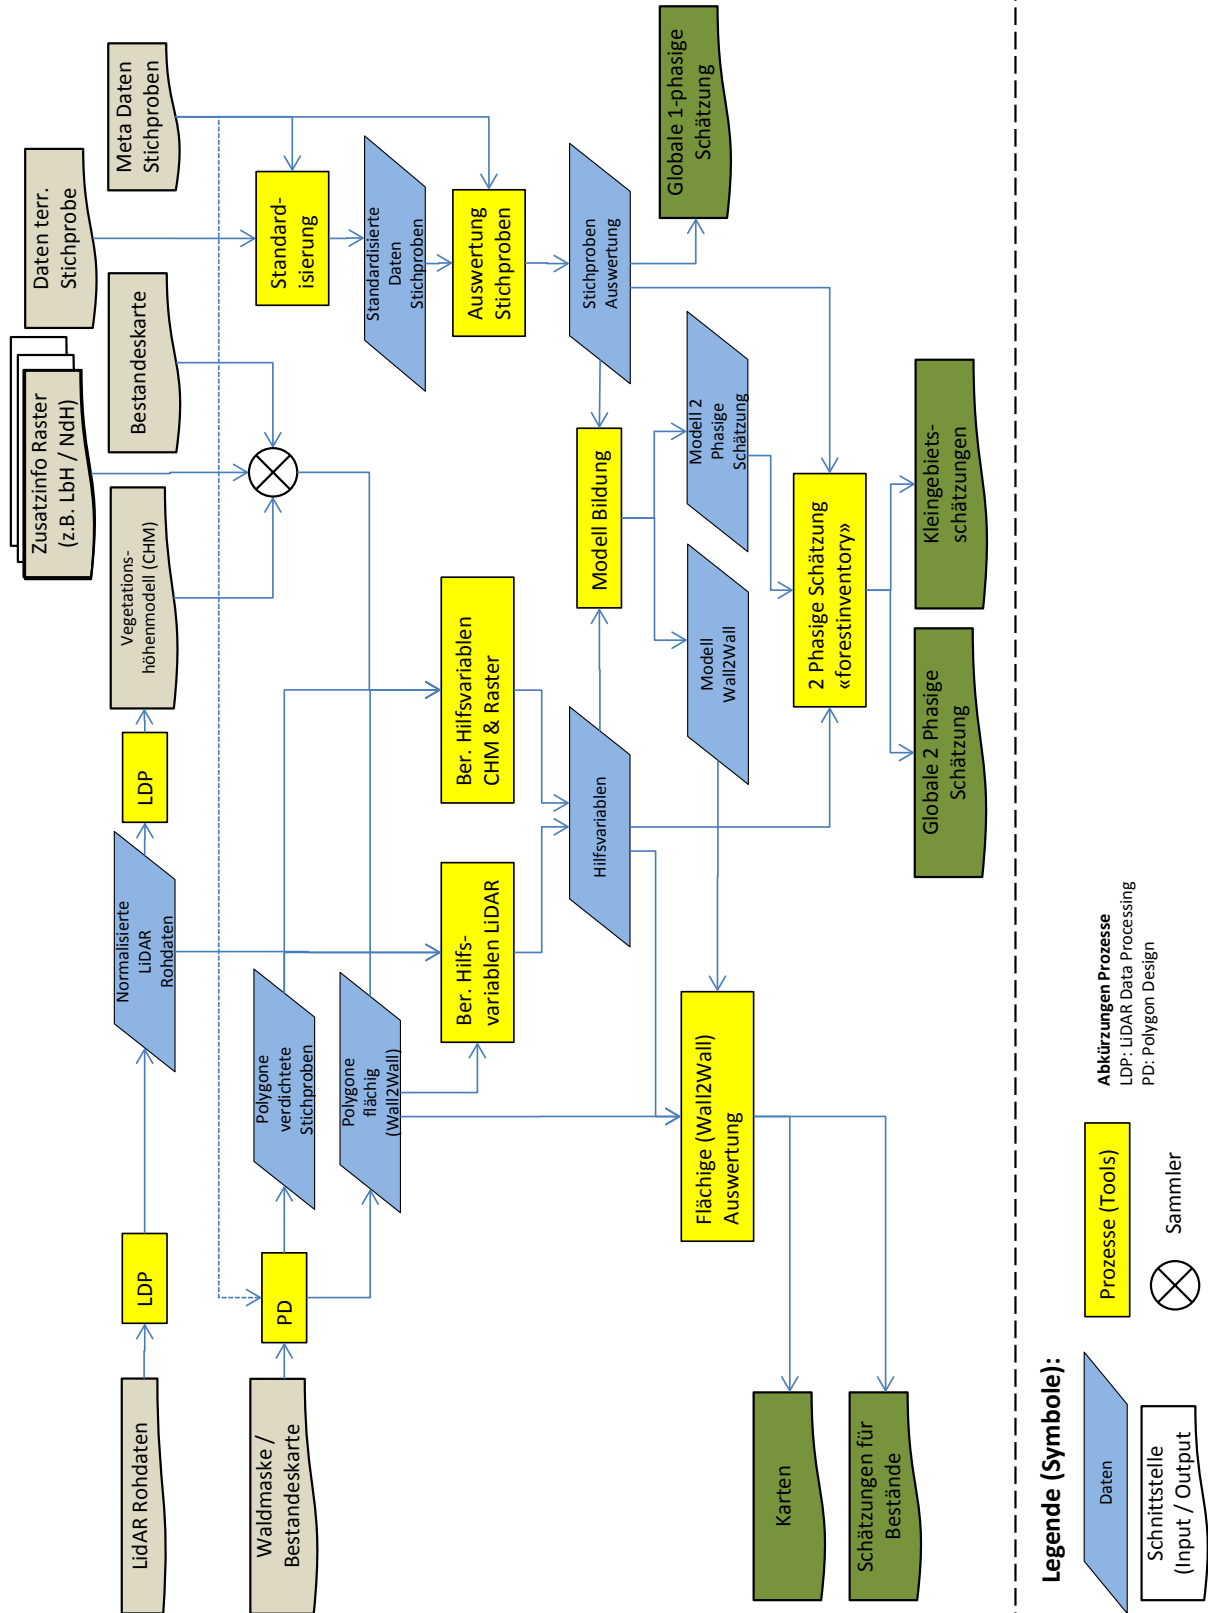 LidAR Rohdaten
LDP
Normalisierte
LiDAR
Rohdaten
LDP
Vegetations-
höhenmodell (CHM)
Zusatzinfo Raster
(z.B. LbH / NdH)
Bestandeskarte
Daten terr.
Stichprobe
Meta Daten
Stichproben
Waldmaske /
Bestandeskarte
PD
Polygone
verdichtete
Stichproben
Polygone
flächig
(Wall2Wall)
Standard-
isierung
Standardisierte
Daten
Stichproben
Ber. Hilfs-
variablen LiDAR
Ber. Hilfsvariablen
CHM & Raster
Auswertung
Stichproben
Hilfsvariablen
Modell Bildung
Stichproben
Auswertung
Flächige (Wall2Wall)
Auswertung
Modell
Wall2Wall
Modell 2
Phasige
Schätzung
Globale 1-phasige
Schätzung
2 Phasige Schätzung
«forestinventory»
Karten
Schätzungen für
Bestände
Globale 2 Phasige
Schätzung
Kleingebiets-
schätzungen
Legende (Symbole):
Daten
Schnittstelle
(Input / Output
Prozesse (Tools)
Sammler
Abkürzungen Prozesse
LDP: LiDAR Data Processing
PD: Polygon Design